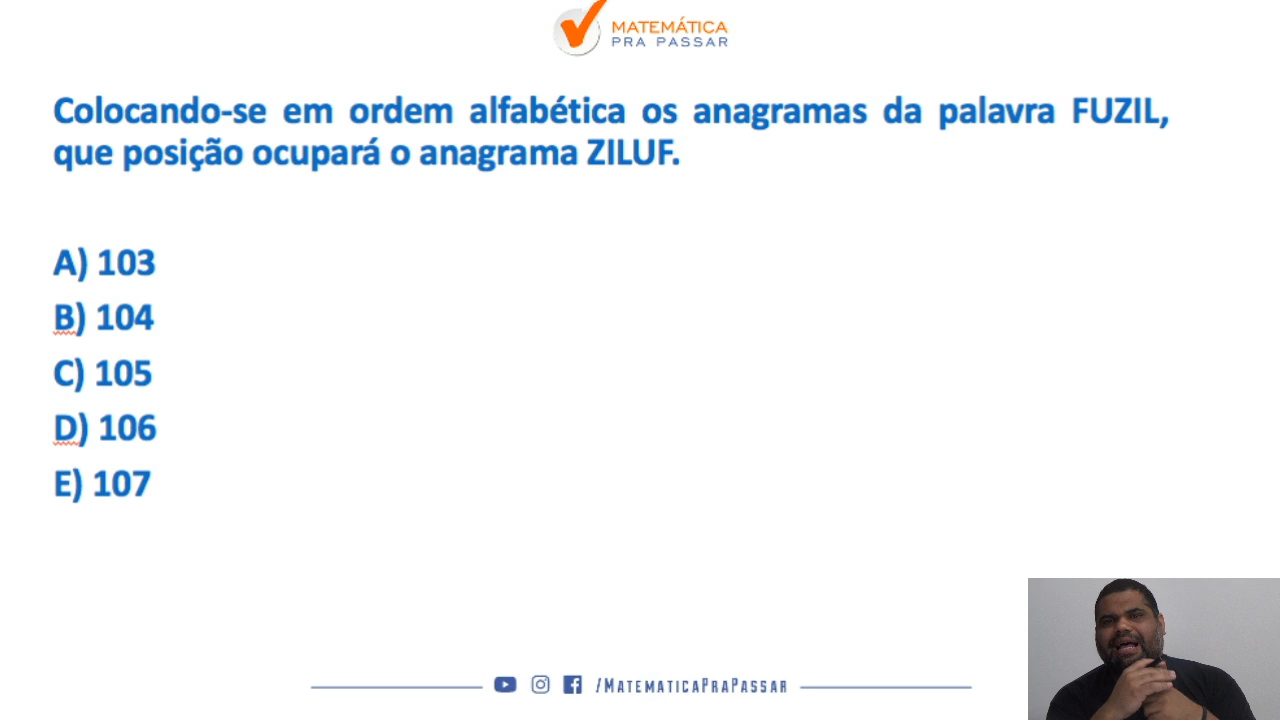 MATEMÁTICA
PRA PASSAR
Colocando-se em ordem alfabética os anagramas da palavra FUZIL,
que posição ocupará o anagrama ZILUF.
A) 103
B) 104
C) 105
D) 106
E) 107
/MATEMATICAPRAPASSAR